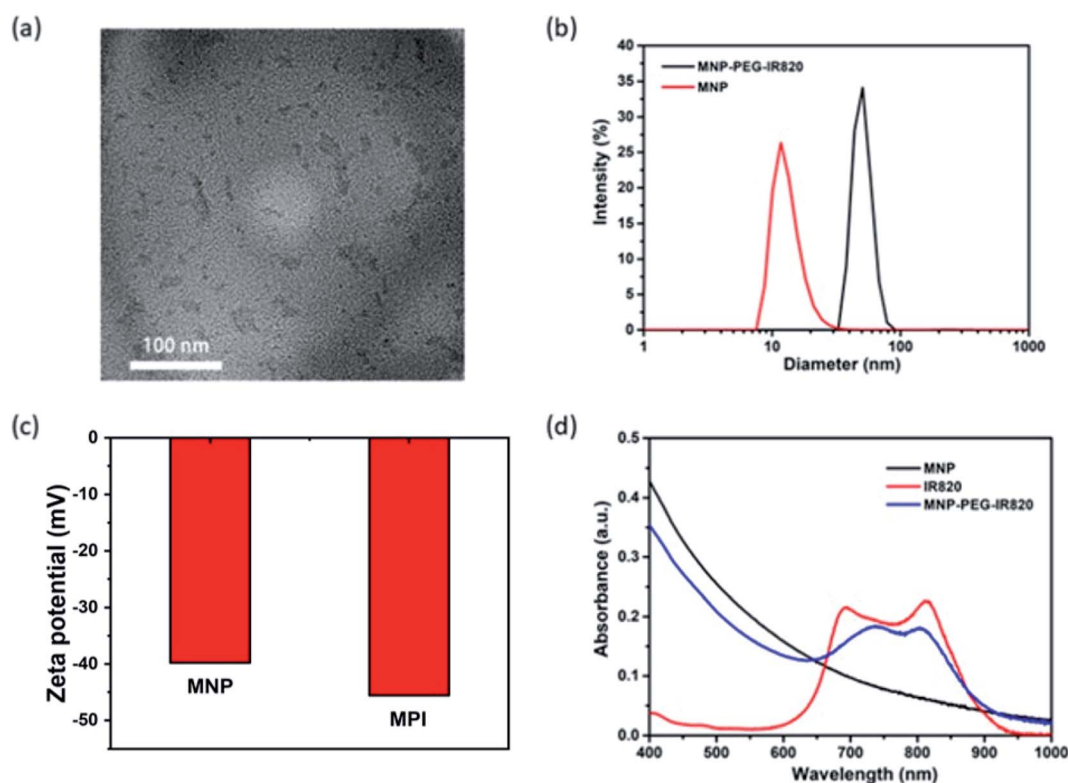 (a)
100 nm
(b)
MNP-PEG-IR820
MNP
40
35
30
25
20
15
10
5
0
Intensity (%)
1
10
100
1000
Diameter (nm)
(c)
0
-10
-20
-30
-40
-50
Zeta potential (mV)
MNP
MPI
(d)
MNP
IR820
MNP-PEG-IR820
0.5
0.4
0.3
0.2
0.1
0.0
Absorbance (a.u.)
400 500 600 700 800 900 1000
Wavelength (nm)